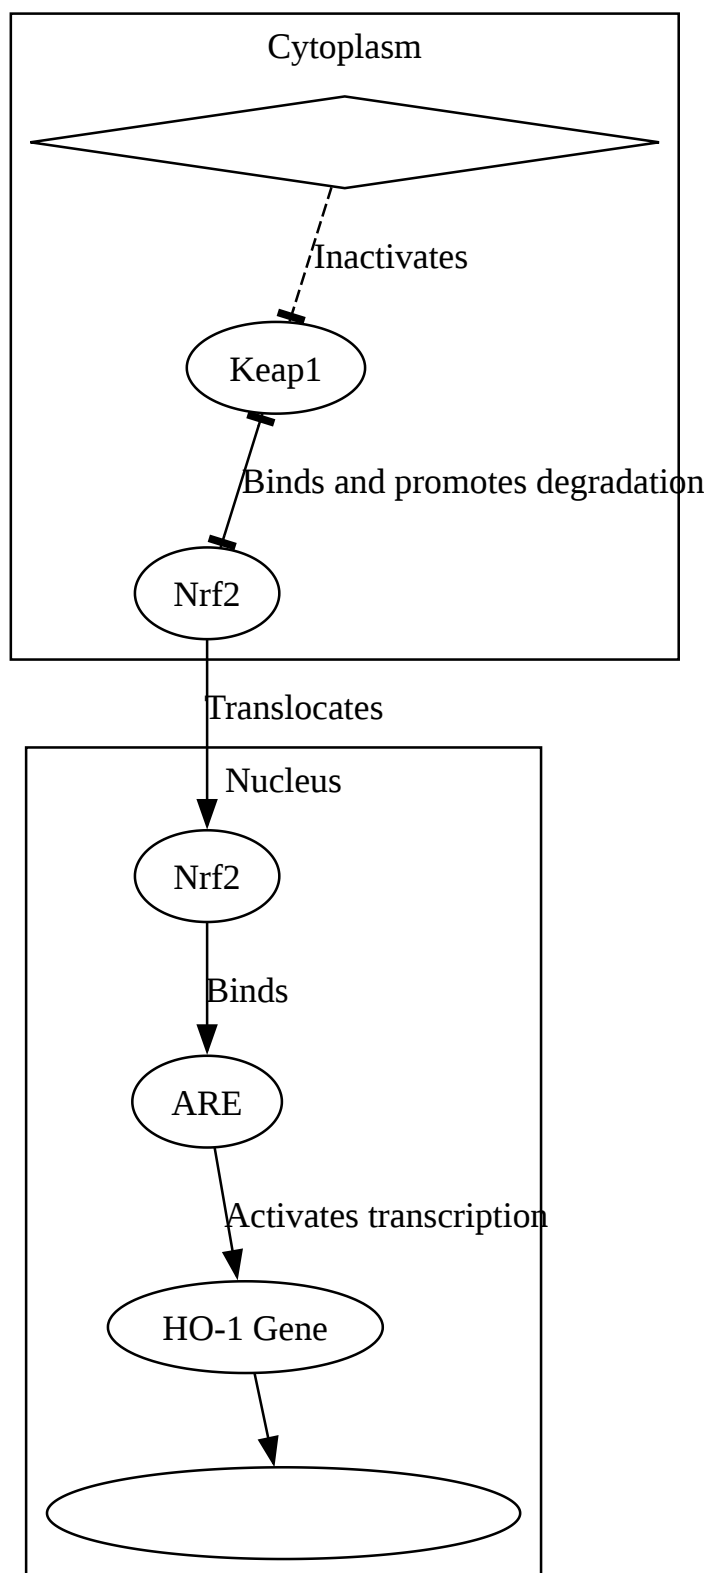 Cytoplasm
Inactivates
Keap1
Binds and promotes degradation
Nrf2
Translocates
Nucleus
Nrf2
Binds
ARE
Activates transcription
HO-1 Gene